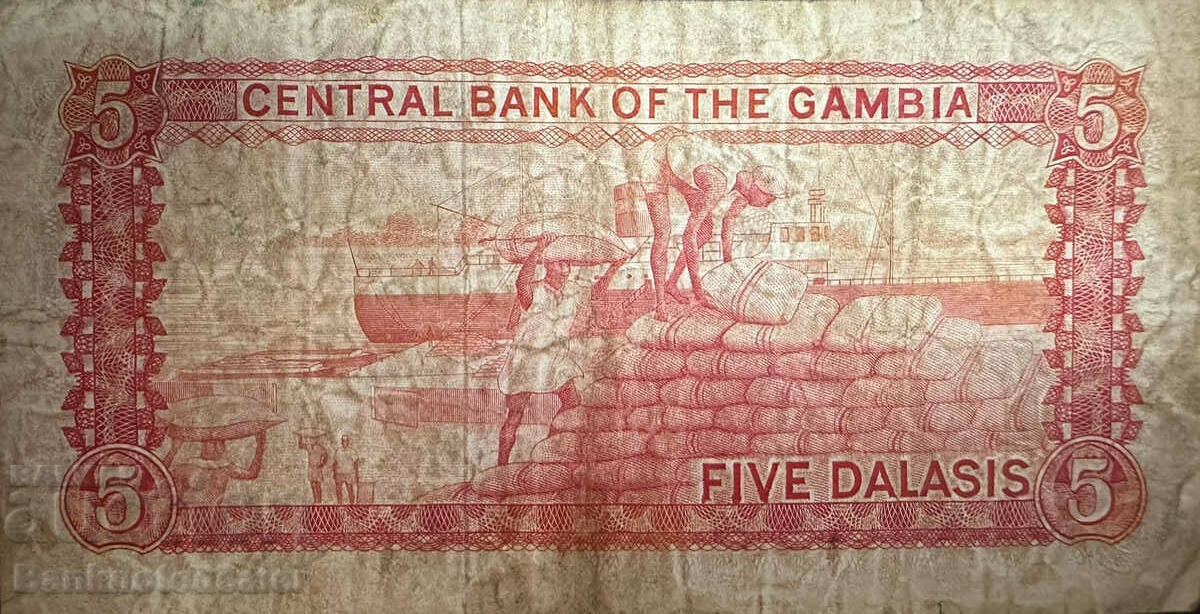 5 CENTRAL BANK OF THE GAMBIA 5
5 FIVE DALASIS 5